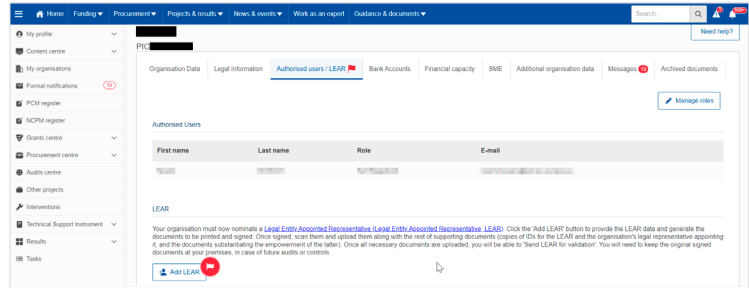 Home Funding Procurement Projects & results News & events Work as an expert Guidance & documents Search... 500+
My profile
Need help?
Content centre
PIC
My organisations
Organisation Data Legal Information Authorised users / LEAR Bank Accounts Financial capacity SME Additional organisation data Messages Archived documents
Formal notifications
PCM register
Manage roles
NCPM register
Authorised Users
Grants centre
First name Last name Role E-mail
Procurement centre
Audits centre
Other projects
Interventions
LEAR
Technical Support Instrument
Your organisation must now nominate a Legal Entity Appointed Representative (Legal Entity Appointed Representative, LEAR). Click the 'Add LEAR' button to provide the LEAR data and generate the
documents to be printed and signed. Once signed, scan them and upload them along with the rest of supporting documents (copies of IDs for the LEAR and the organisation's legal representative appointing
Results
it, and the documents substantiating the empowerment of the latter). Once all necessary documents are uploaded, you will be able to 'Send LEAR for validation'. You will need to keep the original signed
documents at your premises, in case of future audits or controls.
Tasks
Add LEAR